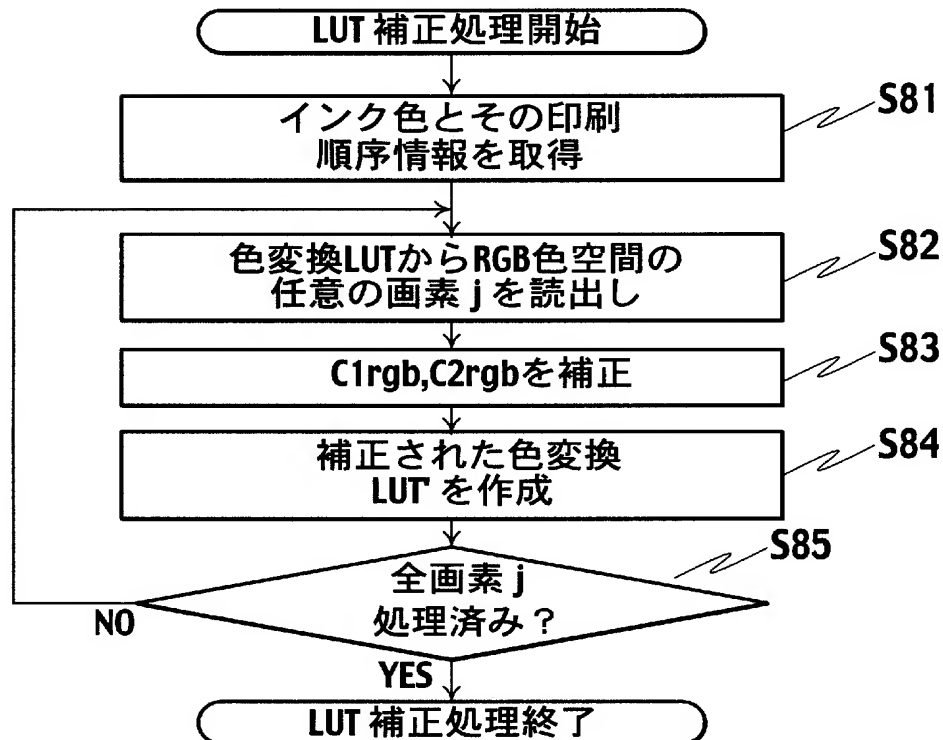 LUT 補正処理開始
S81
インク色とその印刷
順序情報を取得
S82
色変換LUTからRGB色空間の
任意の画素 j を読出し
S83
C1rgb,C2rgbを補正
S84
補正された色変換
LUT' を作成
S85
全画素 j
処理済み？
NO
YES
LUT 補正処理終了